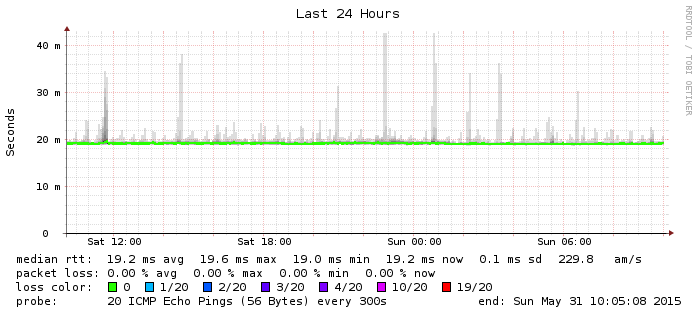 Last 24 Hours
RRDTOOL / TOBI OETIKER
Seconds
40 m
30 m
20 m
10 m
0
Sat 12:00 Sat 18:00 Sun 00:00 Sun 06:00
median rtt: 19.2 ms avg 19.6 ms max 19.0 ms min 19.2 ms now 0.1 ms sd 229.8 am/s
packet loss: 0.00 % avg 0.00 % max 0.00 % min 0.00 % now
loss color: 0 1/20 2/20 3/20 4/20 10/20 19/20
probe: 20 ICMP Echo Pings (56 Bytes) every 300s end: Sun May 31 10:05:08 2015